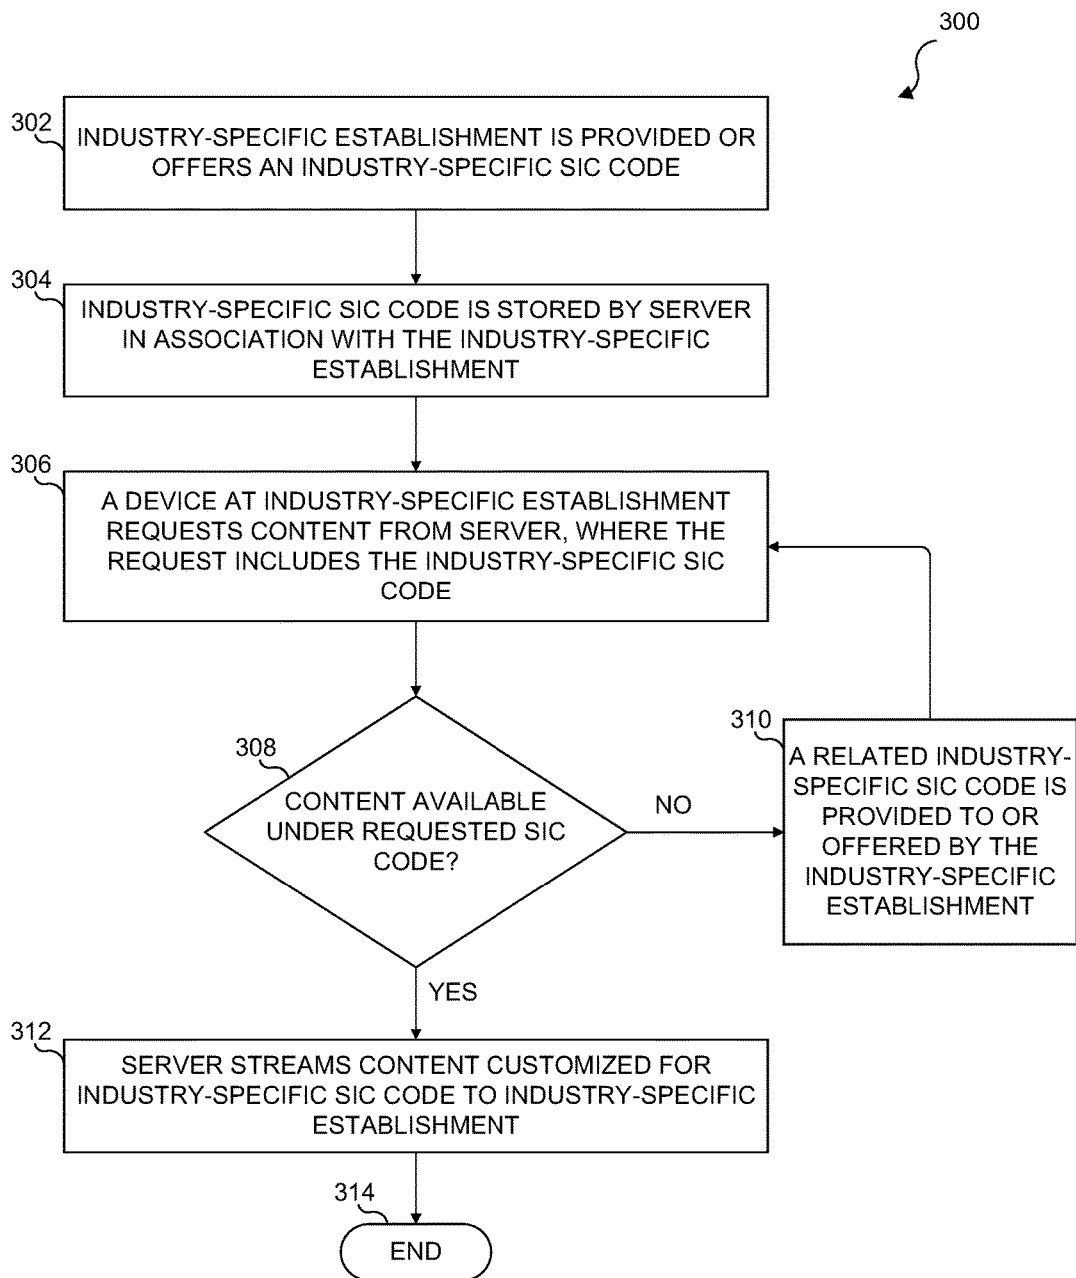 300
302
INDUSTRY-SPECIFIC ESTABLISHMENT IS PROVIDED OR
OFFERS AN INDUSTRY-SPECIFIC SIC CODE
304
INDUSTRY-SPECIFIC SIC CODE IS STORED BY SERVER
IN ASSOCIATION WITH THE INDUSTRY-SPECIFIC
ESTABLISHMENT
306
A DEVICE AT INDUSTRY-SPECIFIC ESTABLISHMENT
REQUESTS CONTENT FROM SERVER, WHERE THE
REQUEST INCLUDES THE INDUSTRY-SPECIFIC SIC
CODE
308
CONTENT AVAILABLE
UNDER REQUESTED SIC
CODE?
NO
310
A RELATED INDUSTRY-
SPECIFIC SIC CODE IS
PROVIDED TO OR
OFFERED BY THE
INDUSTRY-SPECIFIC
ESTABLISHMENT
YES
312
SERVER STREAMS CONTENT CUSTOMIZED FOR
INDUSTRY-SPECIFIC SIC CODE TO INDUSTRY-SPECIFIC
ESTABLISHMENT
314
END